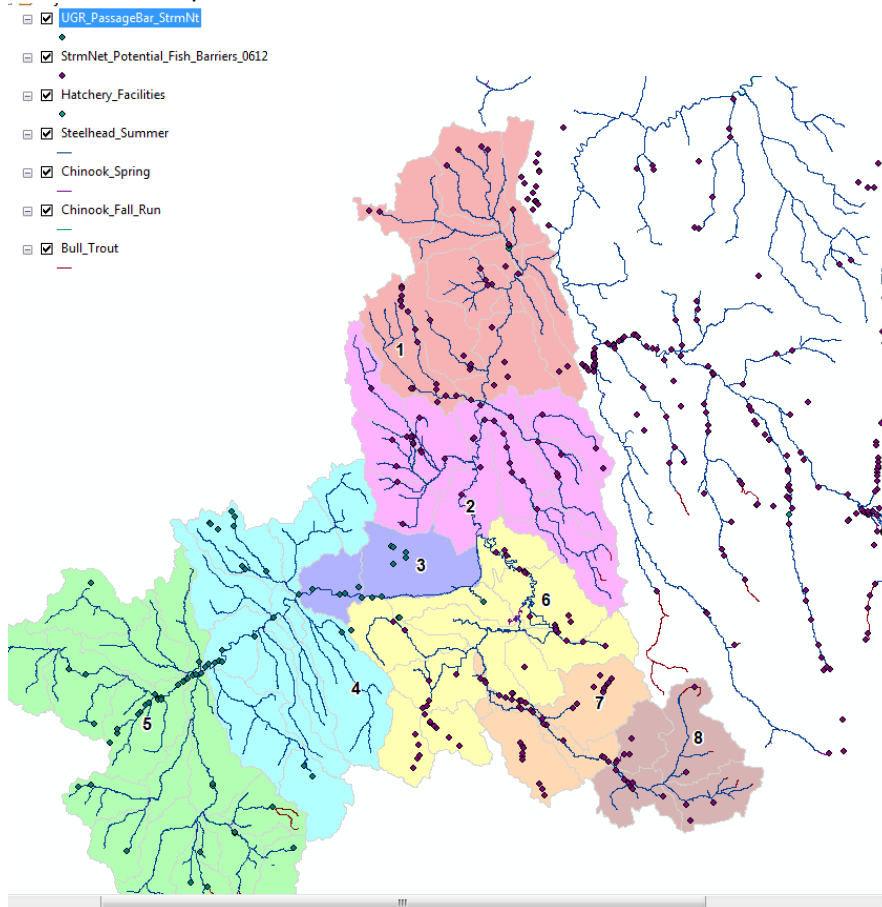 UGR_PassageBar_StrmNt
StrmNet_Potential_Fish_Barriers_0612
Hatchery_Facilities
Steelhead_Summer
Chinook_Spring
Chinook_Fall_Run
Bull_Trout
1
2
3
6
4
7
5
8